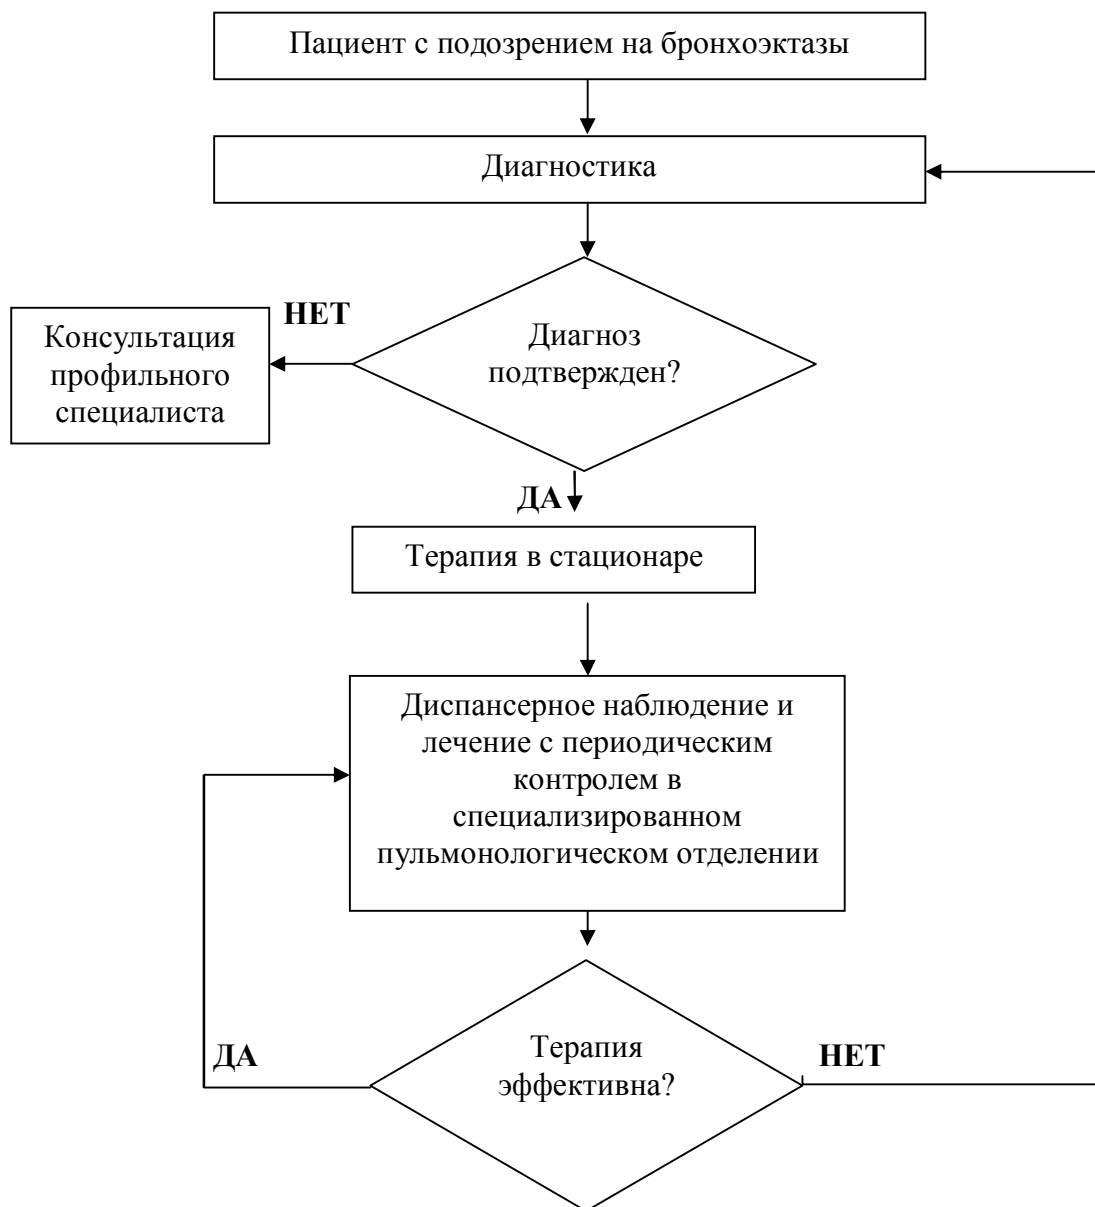 Пациент с подозрением на бронхоэктазы
Диагностика
НЕТ
Консультация
профильного
специалиста
Диагноз
подтвержден?
ДА
Терапия в стационаре
Диспансерное наблюдение и
лечение с периодическим
контролем в
специализированном
пульмонологическом отделении
ДА
Терапия
эффективна?
НЕТ